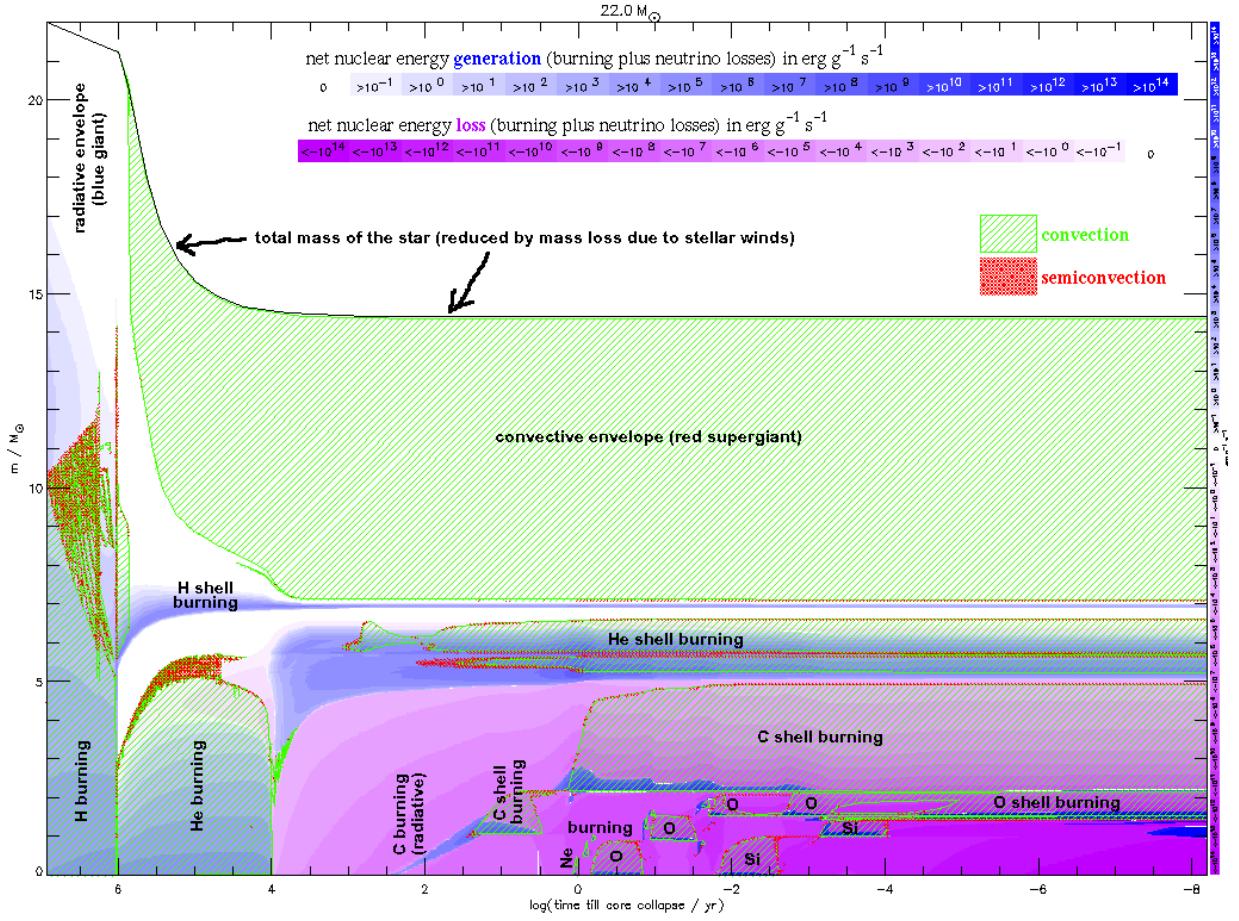 22.0 M☉
net nuclear energy generation (burning plus neutrino losses) in erg g⁻¹ s⁻¹
0 >10⁻¹ >10⁰ >10¹ >10² >10³ >10⁴ >10⁵ >10⁶ >10⁷ >10⁸ >10⁹ >10¹⁰ >10¹¹ >10¹² >10¹³ >10¹⁴
net nuclear energy loss (burning plus neutrino losses) in erg g⁻¹ s⁻¹
<-10¹⁴ <-10¹³ <-10¹² <-10¹¹ <-10¹⁰ <-10⁹ <-10⁸ <-10⁷ <-10⁶ <-10⁵ <-10⁴ <-10³ <-10² <-10¹ <-10⁰ <-10⁻¹ 0
radiative envelope
(blue giant)
total mass of the star (reduced by mass loss due to stellar winds)
convection
semiconvection
convective envelope (red supergiant)
H shell
burning
He shell burning
C shell burning
H burning
He burning
C burning
(radiative)
C shell
burning
Ne
burning
O
O
O
O
O shell burning
Si
Si
m / M☉
20
15
10
5
0
6 4 2 0 -2 -4 -6 -8
log(time till core collapse / yr)
erg g⁻¹ s⁻¹